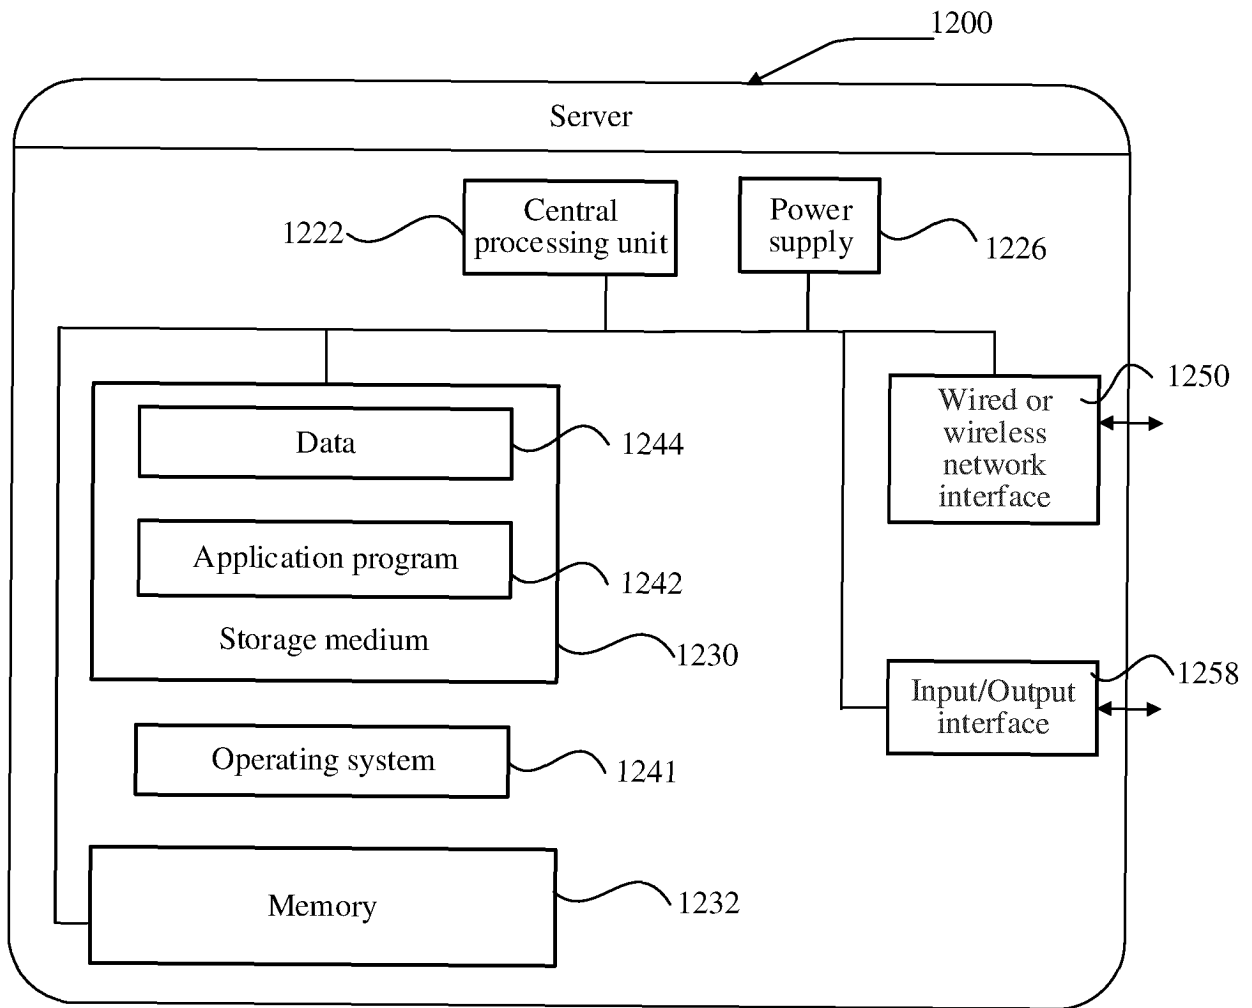 1200
Server
Central
processing unit
1222
Power
supply
1226
Data
1244
Application program
1242
Storage medium
1230
Operating system
1241
Memory
1232
Wired or
wireless
network
interface
1250
Input/Output
interface
1258